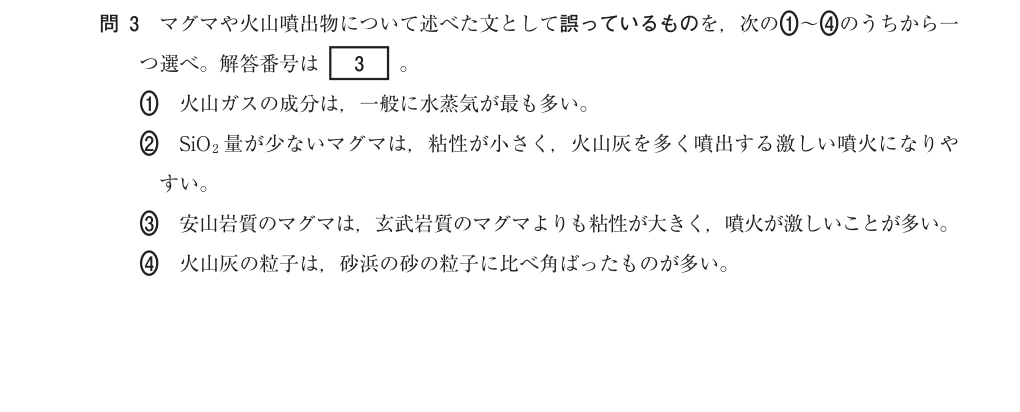 問 3 マグマや火山噴出物について述べた文として誤っているものを，次の①〜④のうちから一
つ選べ。解答番号は 3 。
① 火山ガスの成分は，一般に水蒸気が最も多い。
② SiO₂量が少ないマグマは，粘性が小さく，火山灰を多く噴出する激しい噴火になりや
すい。
③ 安山岩質のマグマは，玄武岩質のマグマよりも粘性が大きく，噴火が激しいことが多い。
④ 火山灰の粒子は，砂浜の砂の粒子に比べ角ばったものが多い。